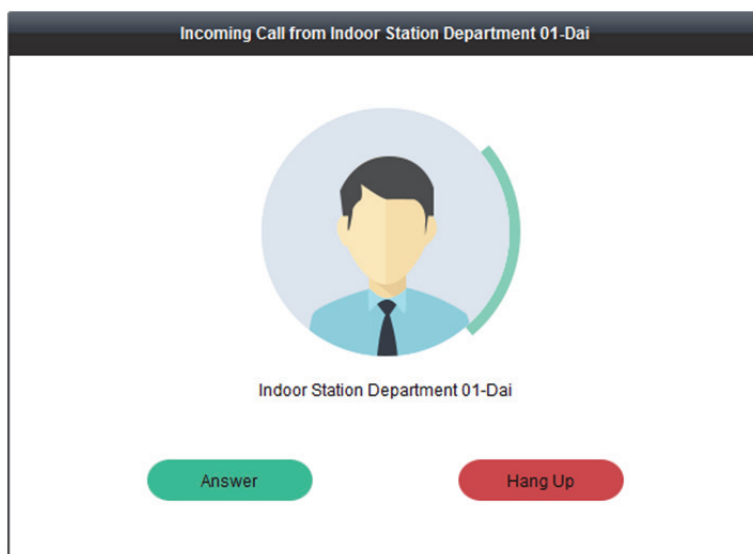 Incoming Call from Indoor Station Department 01-Dai
Indoor Station Department 01-Dai
Answer
Hang Up